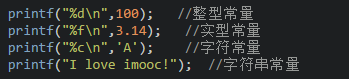 printf("%d\n",100);   //整型常量
printf("%f\n",3.14);   //实型常量
printf("%c\n",'A');   //字符常量
printf("I love imooc!");  //字符串常量